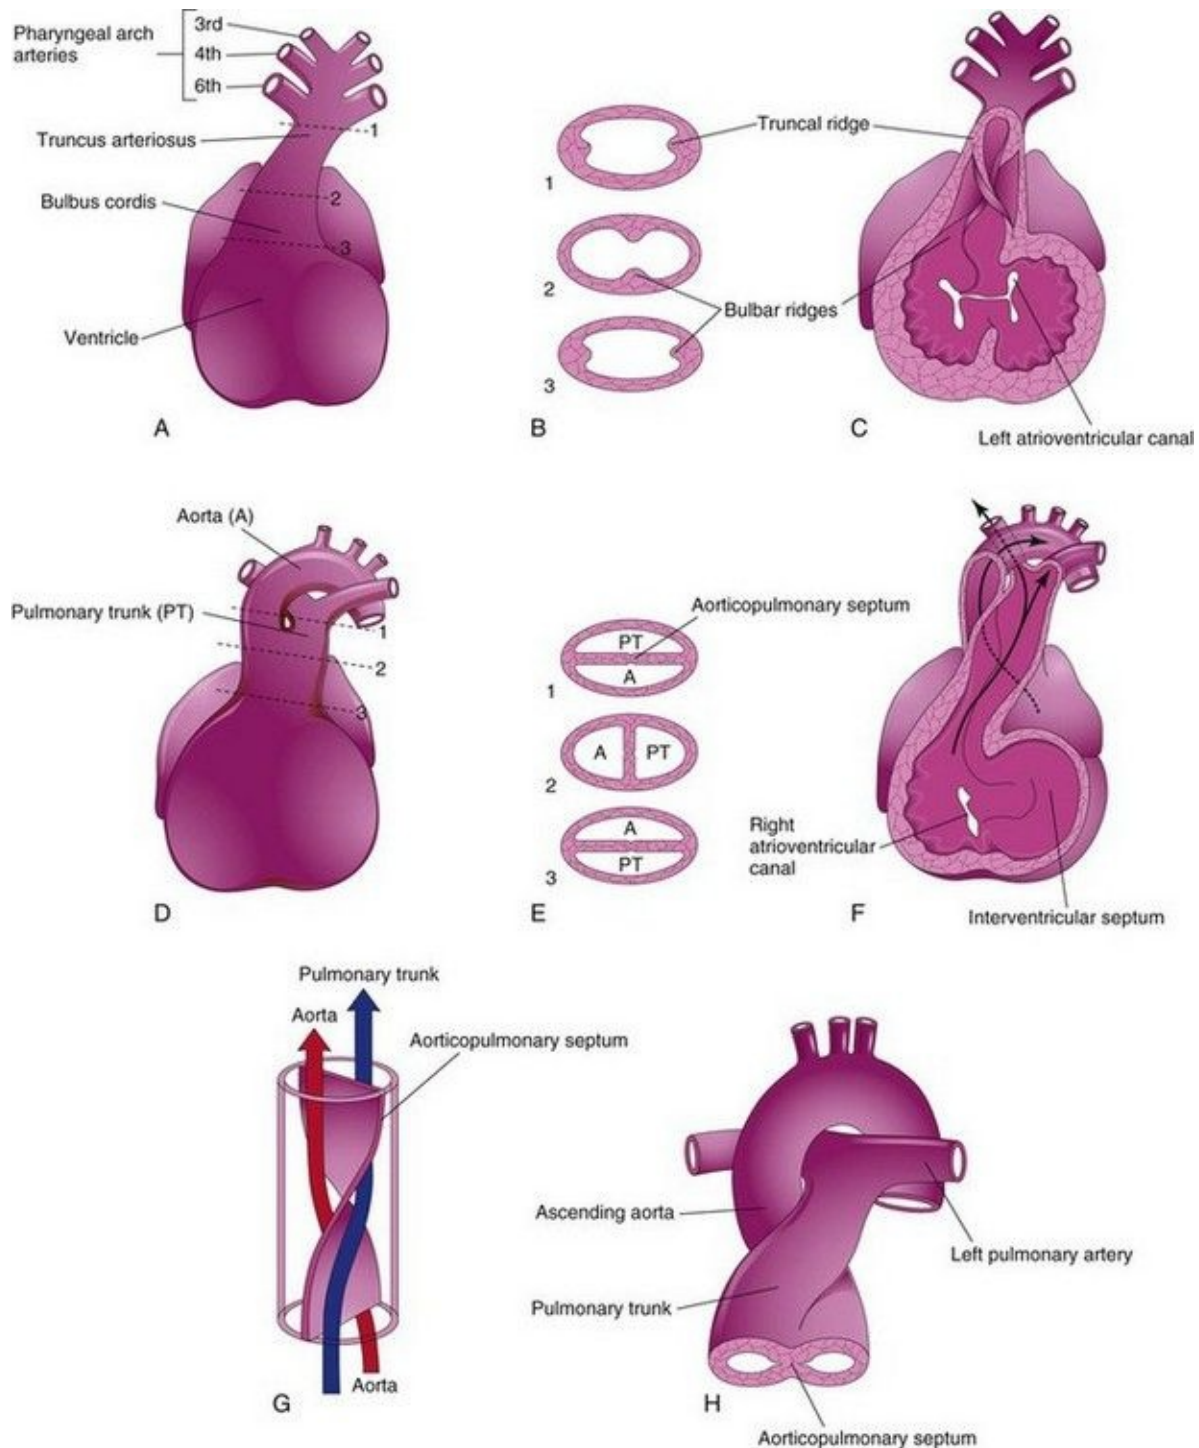 Pharyngeal arch
arteries
3rd
4th
6th
Truncus arteriosus
1
Bulbus cordis
2
3
Ventricle
A
Truncal ridge
1
2
Bulbar ridges
3
B
C
Left atrioventricular canal
Aorta (A)
Pulmonary trunk (PT)
1
2
3
D
Aorticopulmonary septum
PT
A
1
A PT
2
A
PT
3
E
Right
atrioventricular
canal
F
Interventricular septum
Pulmonary trunk
Aorta
Aorticopulmonary septum
Aorta
G
Ascending aorta
Left pulmonary artery
Pulmonary trunk
H
Aorticopulmonary septum